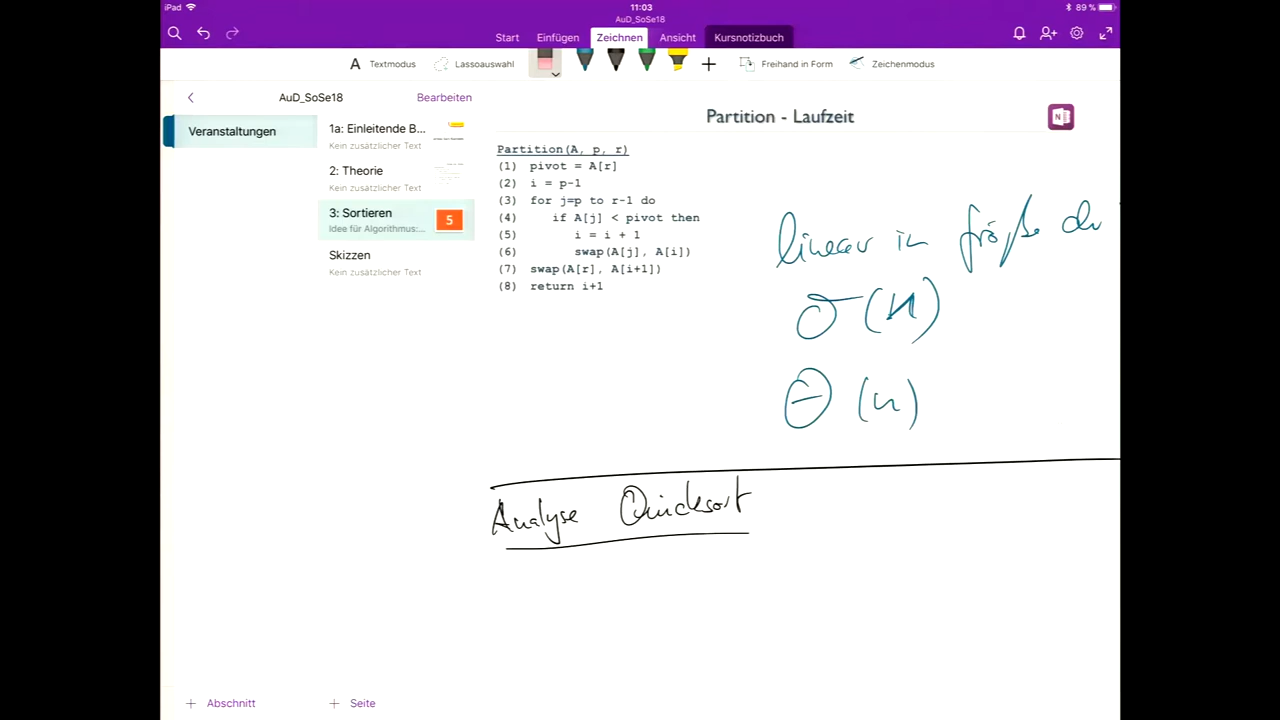 iPad
11:03
89 %
AuD_SoSe18
Start Einfügen Zeichnen Ansicht Kursnotizbuch
A Textmodus Lassoauswahl Freihand in Form Zeichenmodus
AuD_SoSe18 Bearbeiten
Veranstaltungen
1a: Einleitende B...
Kein zusätzlicher Text
2: Theorie
Kein zusätzlicher Text
3: Sortieren
Idee für Algorithmus:...
5
Skizzen
Kein zusätzlicher Text
Partition - Laufzeit
N
Partition(A, p, r)
(1) pivot = A[r]
(2) i = p-1
(3) for j=p to r-1 do
(4) if A[j] < pivot then
(5) i = i + 1
(6) swap(A[j], A[i])
(7) swap(A[r], A[i+1])
(8) return i+1
linear in Größe
O(n)
Θ(n)
Analyse Quicksort
+ Abschnitt
+ Seite